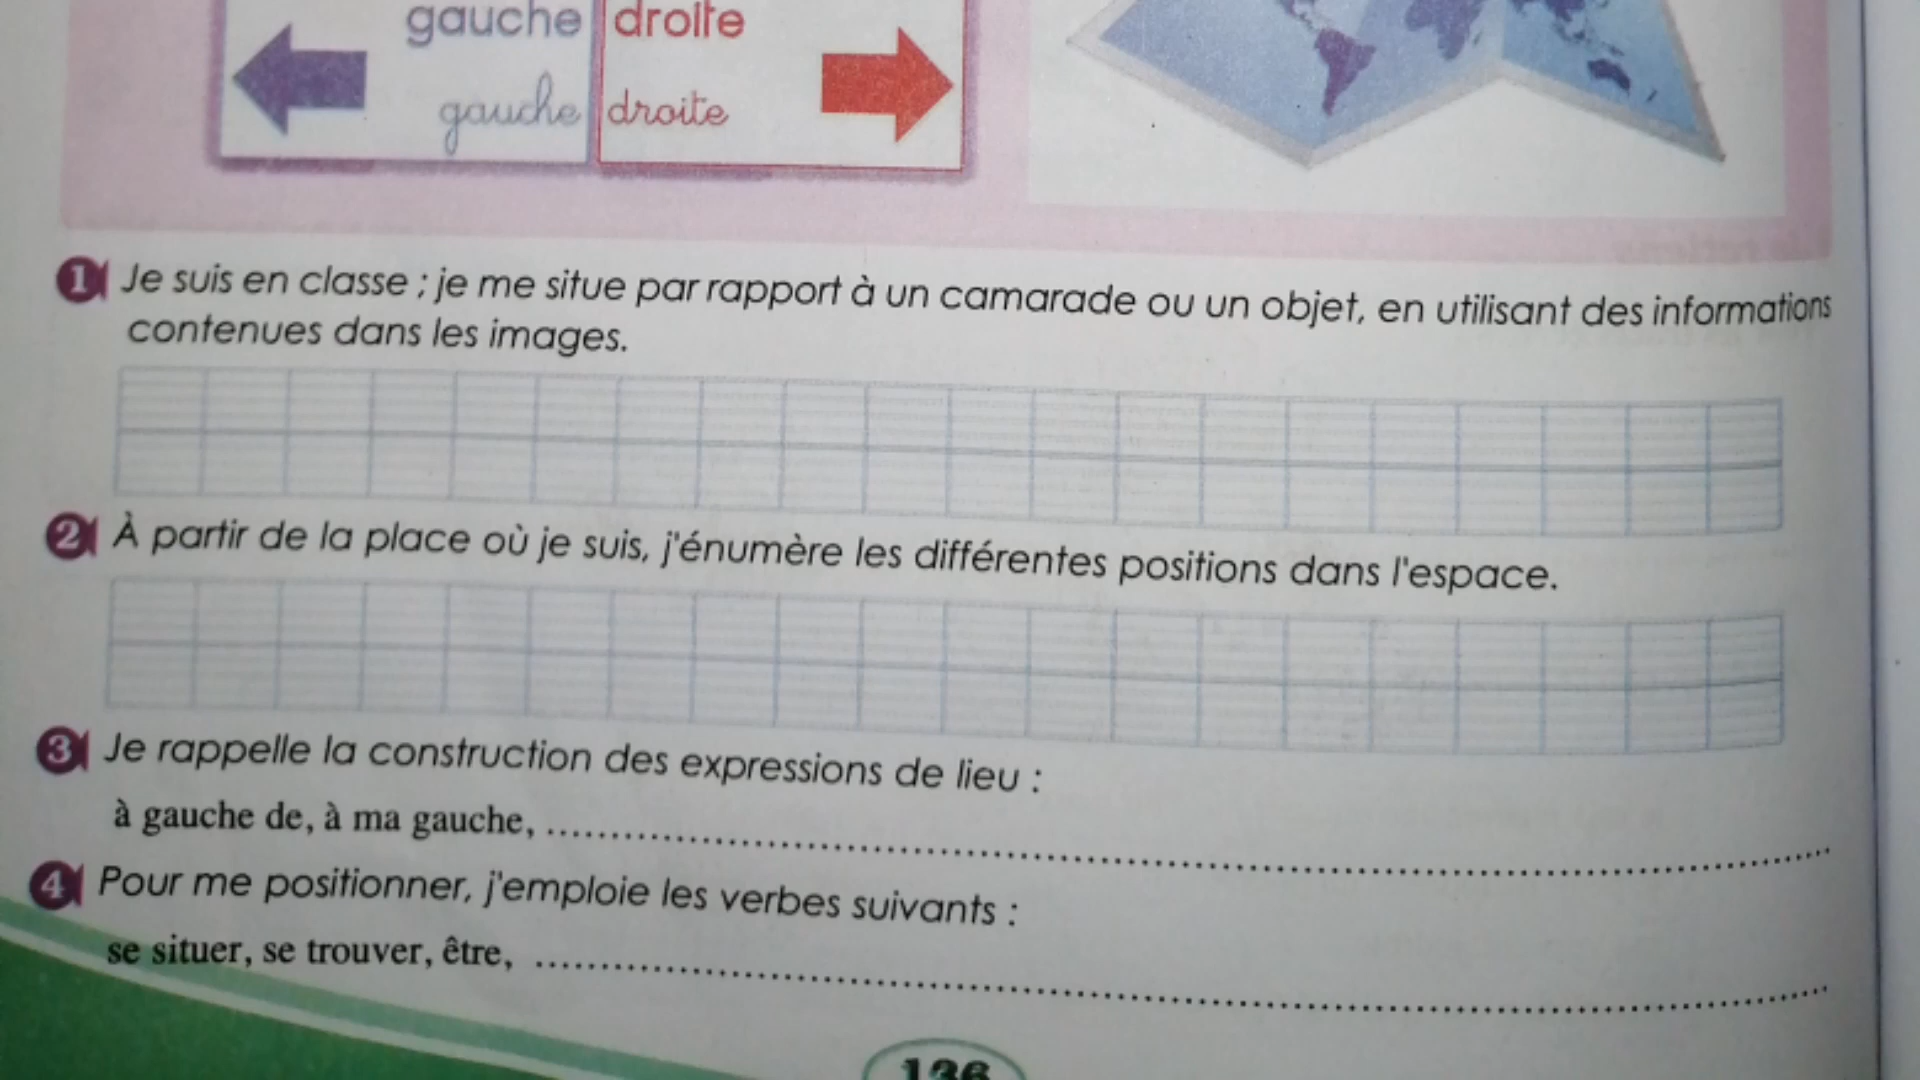 gauche droite
gauche droite
1 Je suis en classe ; je me situe par rapport à un camarade ou un objet, en utilisant des informations
contenues dans les images.
2 À partir de la place où je suis, j'énumère les différentes positions dans l'espace.
3 Je rappelle la construction des expressions de lieu :
à gauche de, à ma gauche, ........................................................................
4 Pour me positionner, j'emploie les verbes suivants :
se situer, se trouver, être, ........................................................................
136